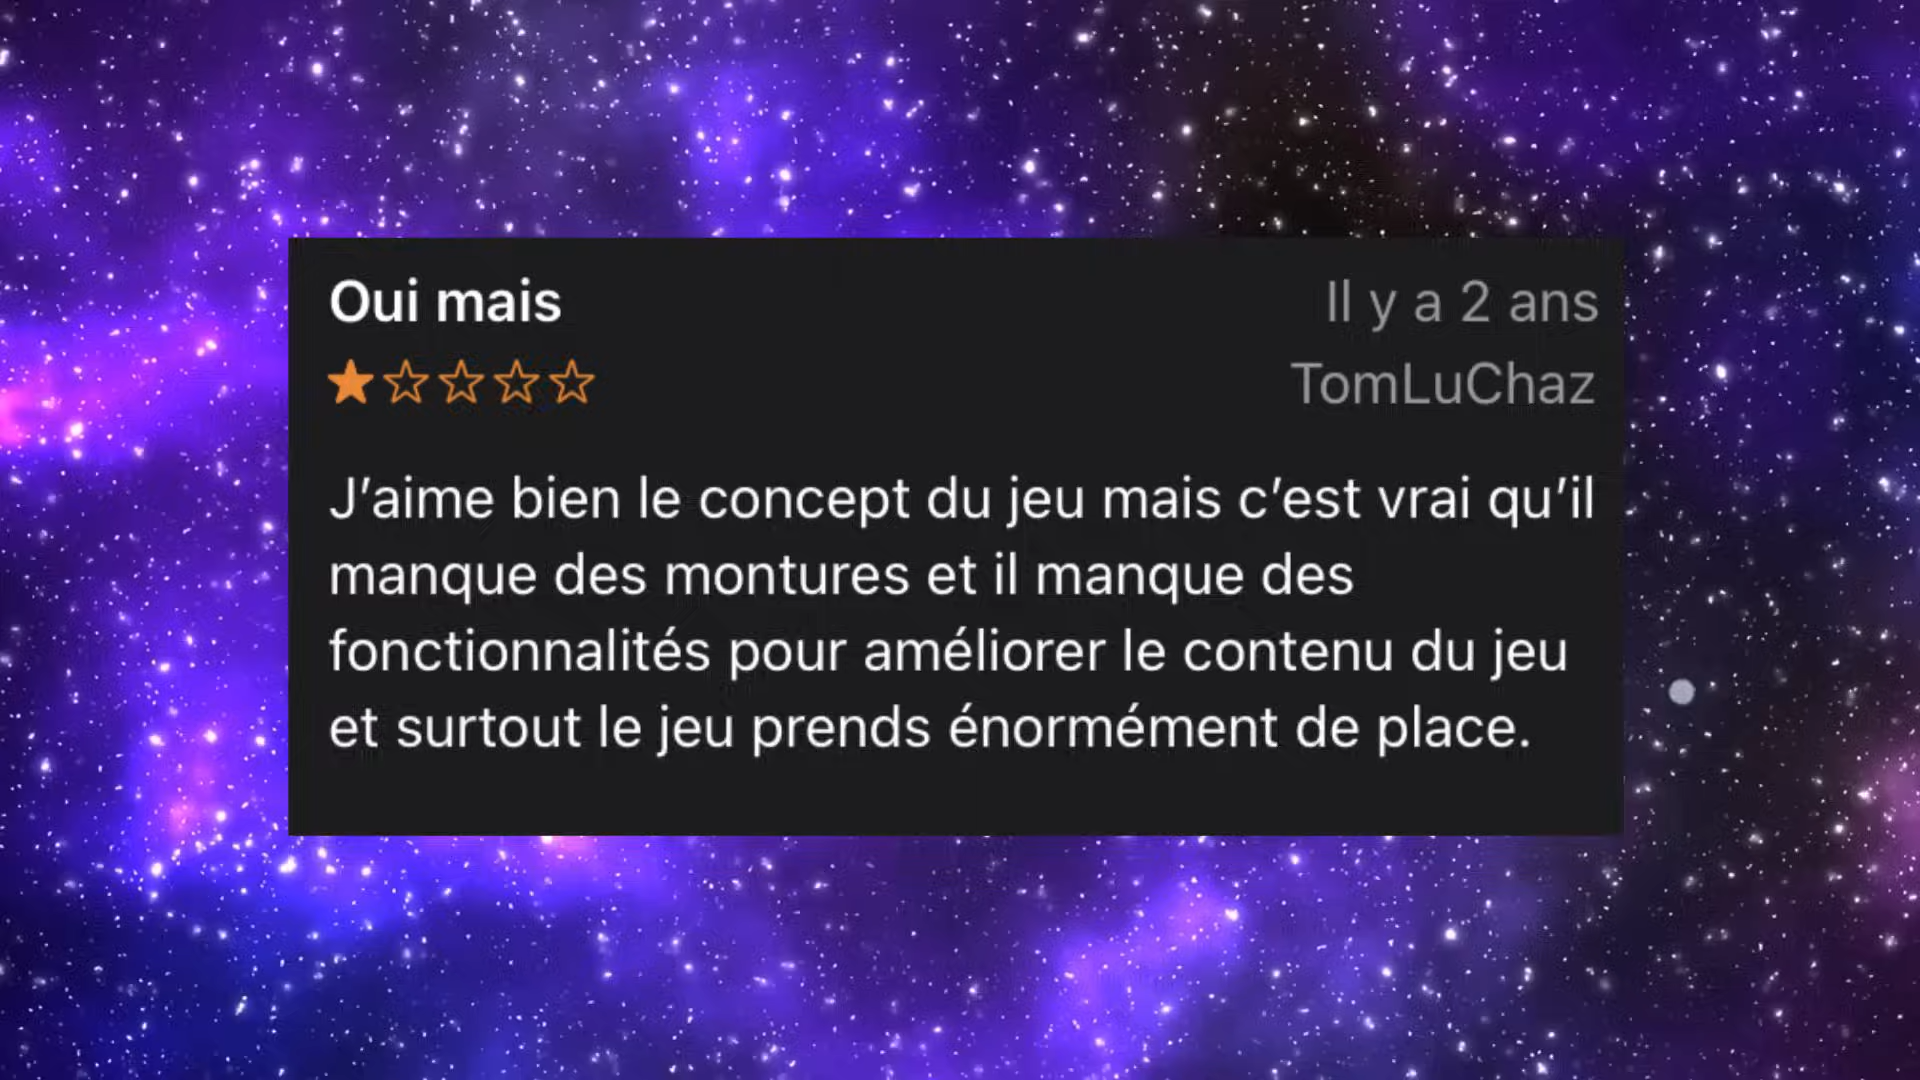 Oui mais
Il y a 2 ans
TomLuChaz
J’aime bien le concept du jeu mais c’est vrai qu’il
manque des montures et il manque des
fonctionnalités pour améliorer le contenu du jeu
et surtout le jeu prends énormément de place.